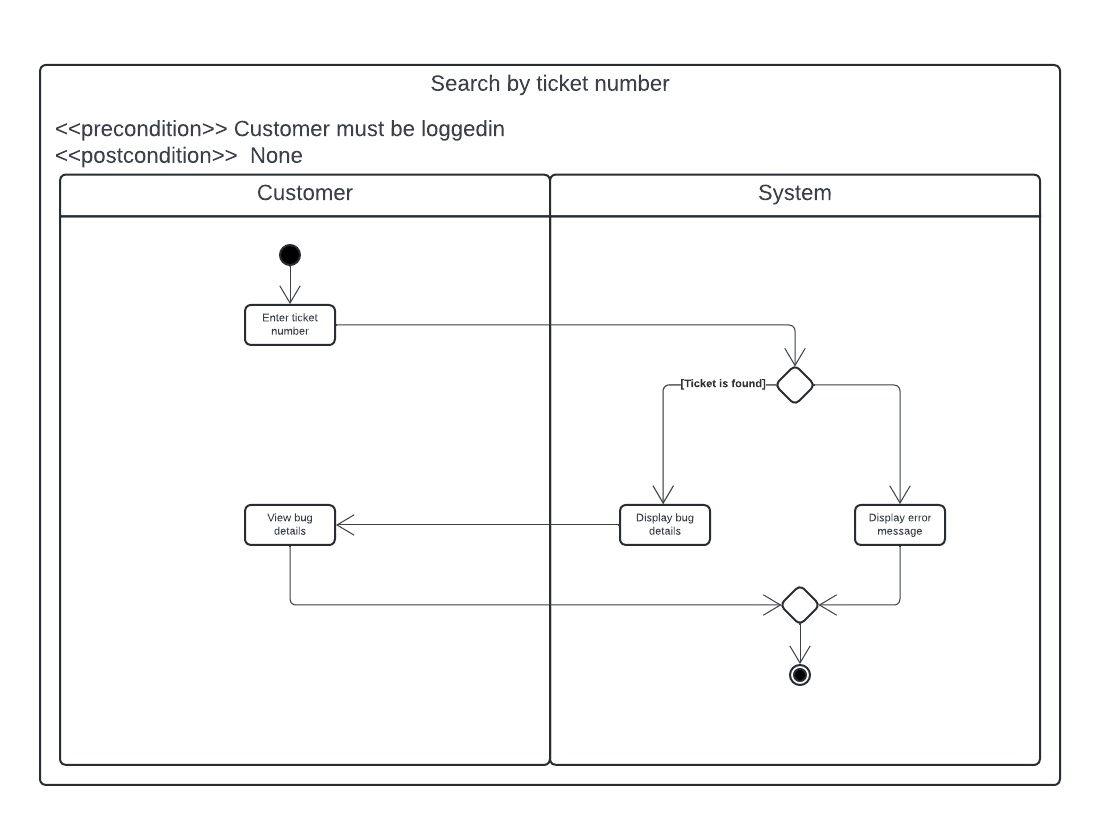 Search by ticket number
<<precondition>> Customer must be loggedin
<<postcondition>>  None
Customer
System
Enter ticket
number
[Ticket is found]
View bug
details
Display bug
details
Display error
message